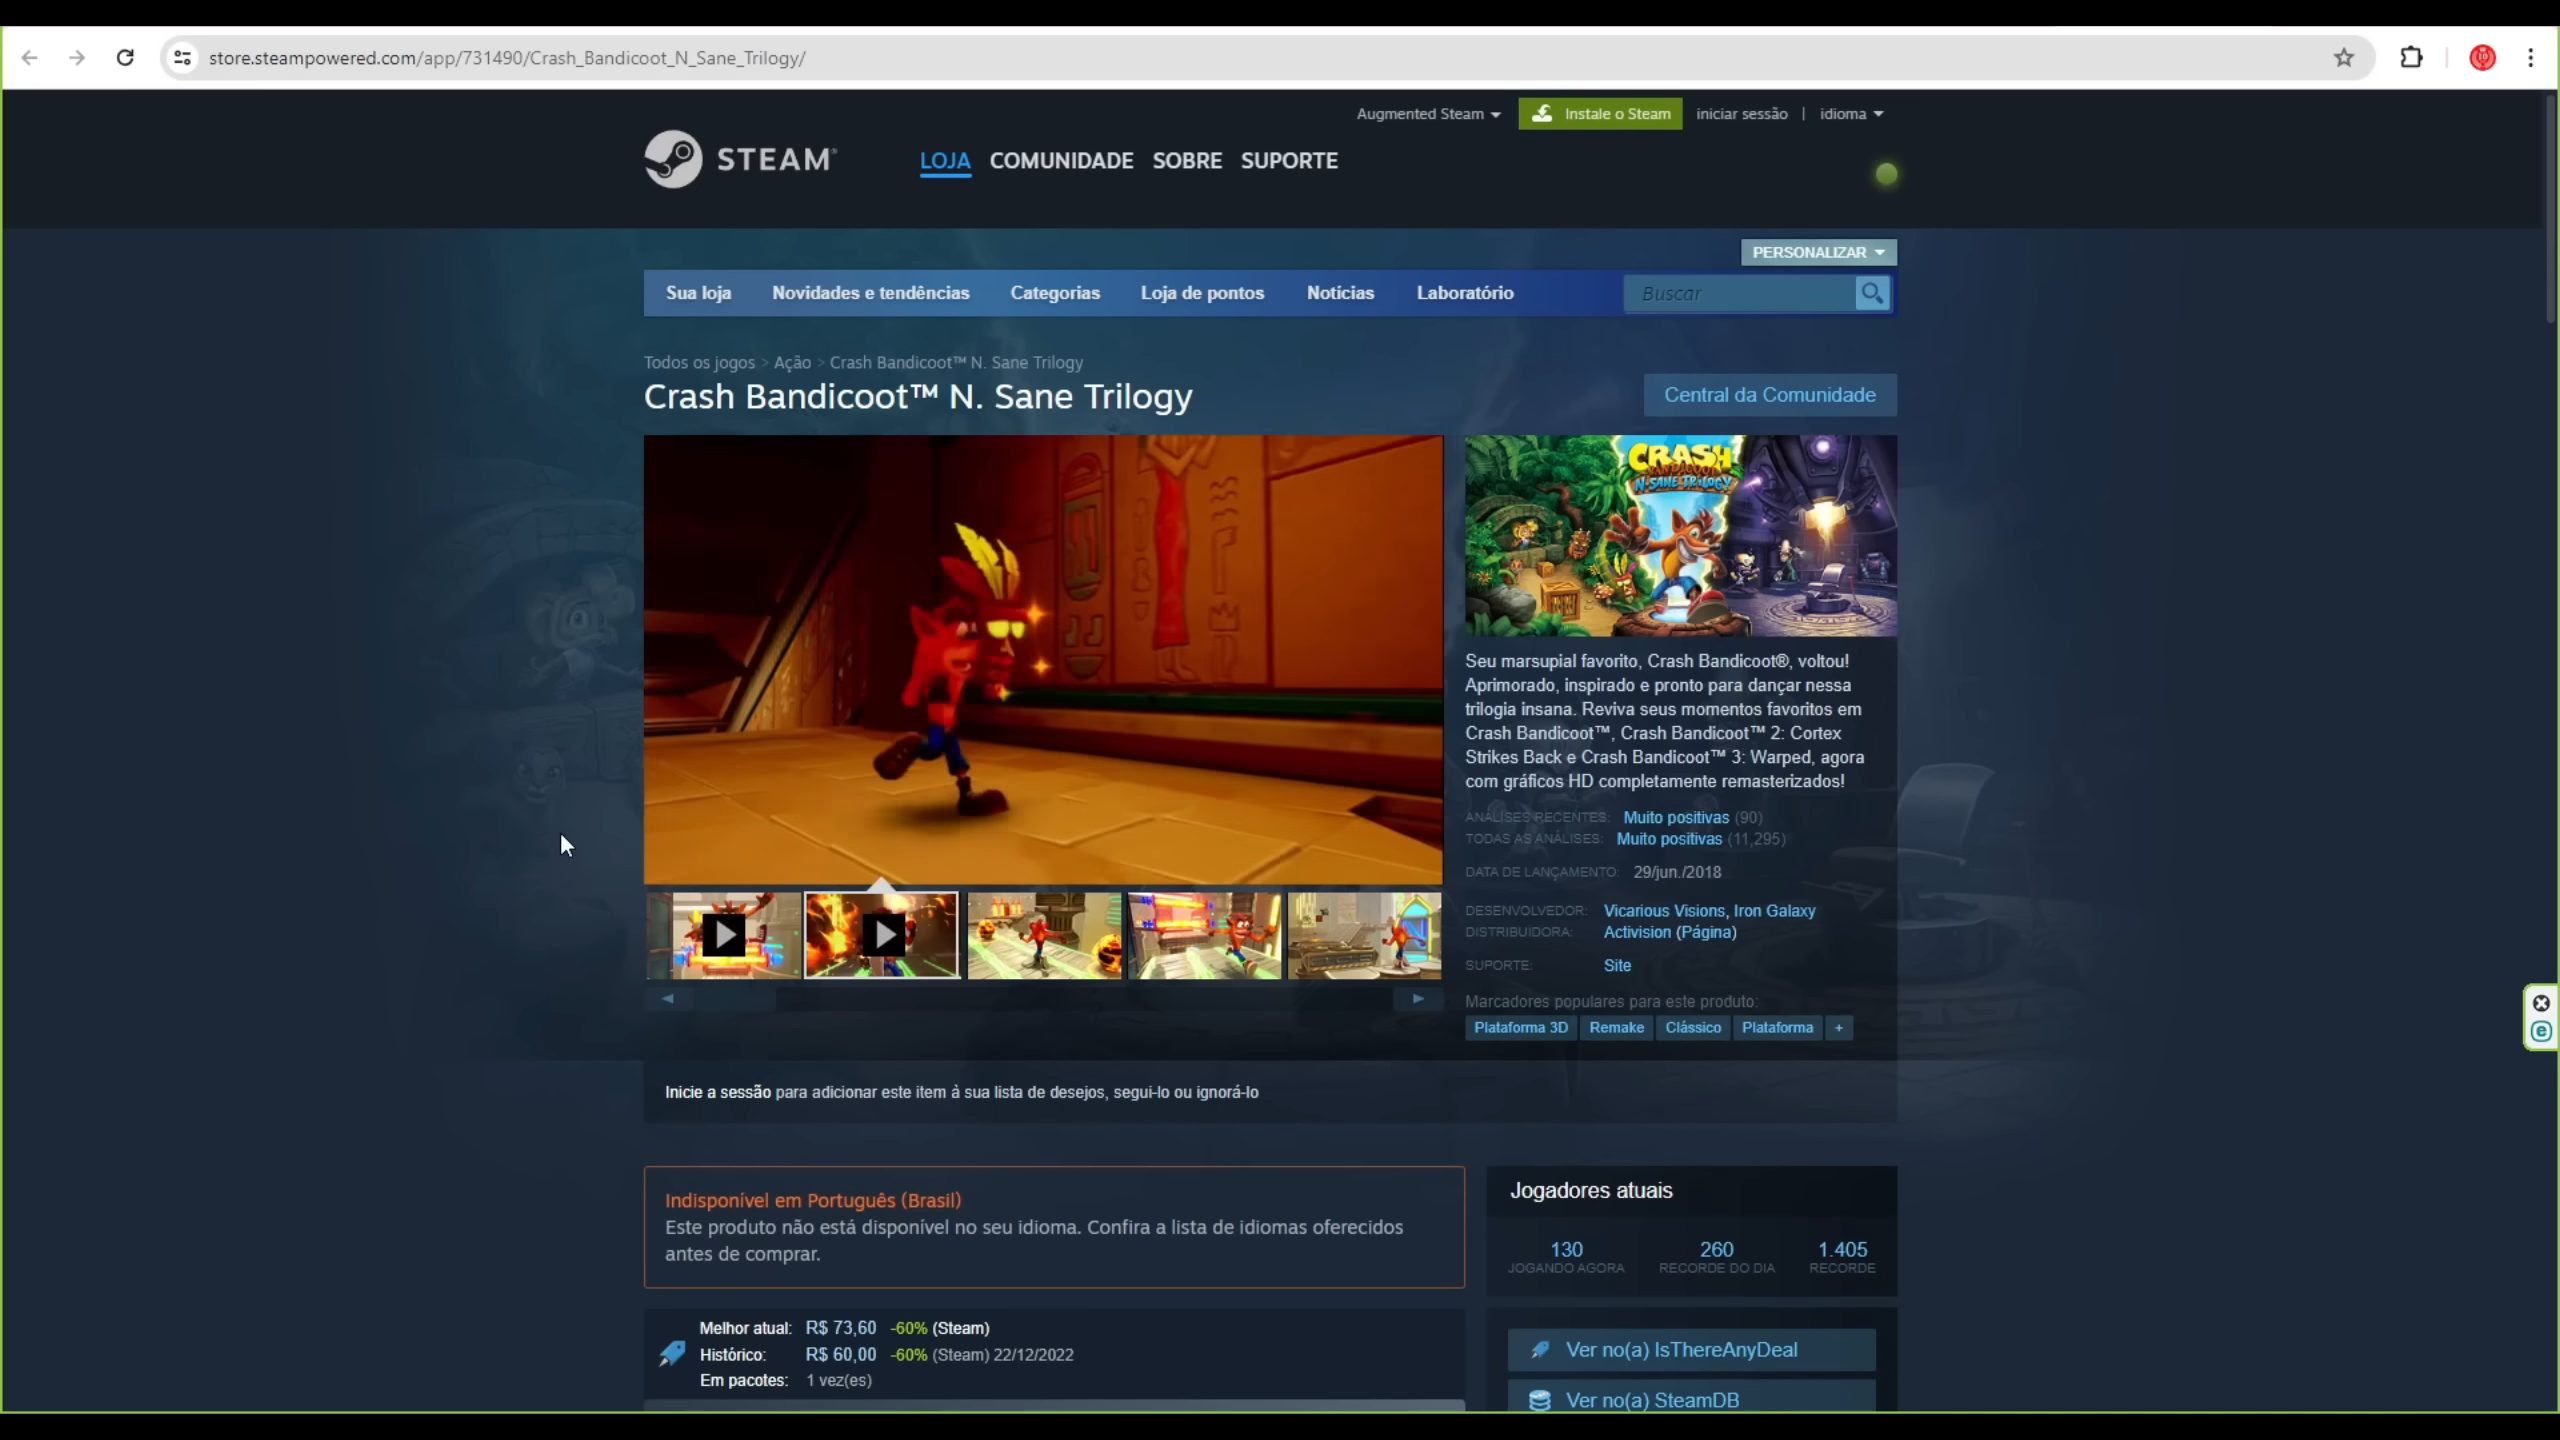 store.steampowered.com/app/731490/Crash_Bandicoot_N_Sane_Trilogy/
Augmented Steam
Instale o Steam
iniciar sessão | idioma
STEAM
LOJA COMUNIDADE SOBRE SUPORTE
PERSONALIZAR
Sua loja Novidades e tendências Categorias Loja de pontos Notícias Laboratório Buscar
Todos os jogos > Ação > Crash Bandicoot™ N. Sane Trilogy
Crash Bandicoot™ N. Sane Trilogy
Central da Comunidade
CRASH
BANDICOOT
N. SANE TRILOGY
Seu marsupial favorito, Crash Bandicoot®, voltou!
Aprimorado, inspirado e pronto para dançar nessa
trilogia insana. Reviva seus momentos favoritos em
Crash Bandicoot™, Crash Bandicoot™ 2: Cortex
Strikes Back e Crash Bandicoot™ 3: Warped, agora
com gráficos HD completamente remasterizados!
ANÁLISES RECENTES: Muito positivas (90)
TODAS AS ANÁLISES: Muito positivas (11,295)
DATA DE LANÇAMENTO: 29/jun./2018
DESENVOLVEDOR: Vicarious Visions, Iron Galaxy
DISTRIBUIDORA: Activision (Página)
SUPORTE: Site
Marcadores populares para este produto:
Plataforma 3D Remake Clássico Plataforma +
Inicie a sessão para adicionar este item à sua lista de desejos, segui-lo ou ignorá-lo
Indisponível em Português (Brasil)
Este produto não está disponível no seu idioma. Confira a lista de idiomas oferecidos
antes de comprar.
Melhor atual: R$ 73,60 -60% (Steam)
Histórico: R$ 60,00 -60% (Steam) 22/12/2022
Em pacotes: 1 vez(es)
Jogadores atuais
130 260 1.405
JOGANDO AGORA RECORDE DO DIA RECORDE
Ver no(a) IsThereAnyDeal
Ver no(a) SteamDB